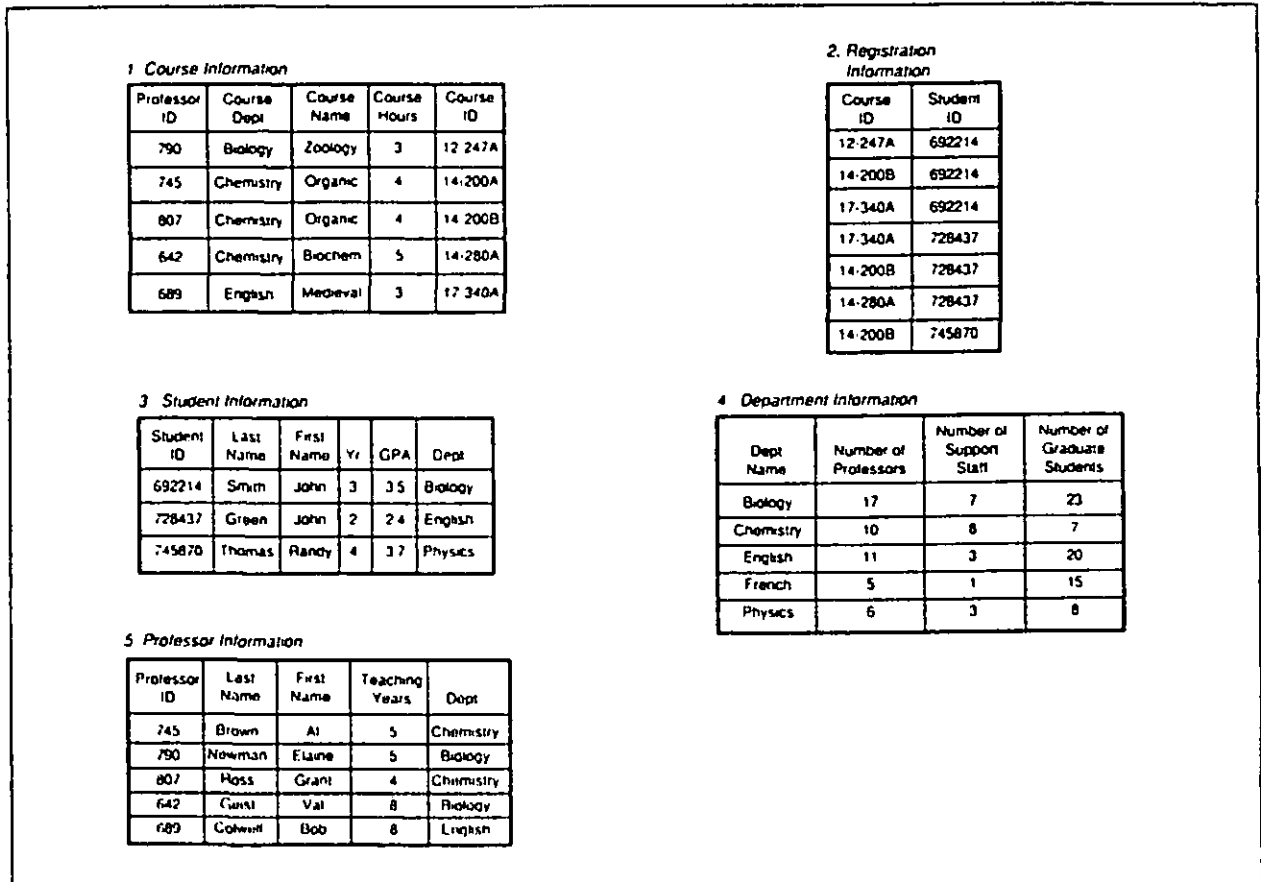 1 Course Information
Professor ID Course Dept Course Name Course Hours Course ID
790 Biology Zoology 3 12 247A
745 Chemistry Organic 4 14-200A
807 Chemistry Organic 4 14 200B
642 Chemistry Biochem 5 14-280A
689 English Medieval 3 17 340A
2. Registration
Information
Course ID Student ID
12-247A 692214
14-200B 692214
17-340A 692214
17-340A 728437
14-200B 728437
14-280A 728437
14-200B 745870
3 Student Information
Student ID Last Name First Name Yr GPA Dept
692214 Smith John 3 3 5 Biology
728437 Green John 2 2 4 English
745870 Thomas Randy 4 3 7 Physics
4 Department Information
Dept Name Number of Professors Number of Support Staff Number of Graduate Students
Biology 17 7 23
Chemistry 10 8 7
English 11 3 20
French 5 1 15
Physics 6 3 8
5 Professor Information
Professor ID Last Name First Name Teaching Years Dept
745 Brown Al 5 Chemistry
790 Newman Elaine 5 Biology
807 Ross Grant 4 Chemistry
642 Val 8 Biology
689 Colwell Bob 8 English